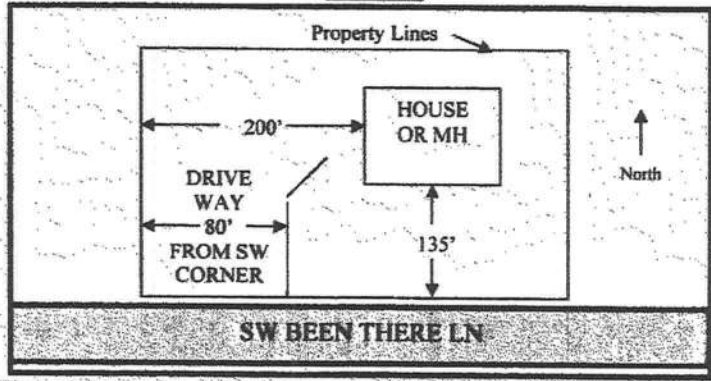 Property Lines
HOUSE
OR MH
200'
North
DRIVE
WAY
80'
FROM SW
CORNER
135'
SW BEEN THERE LN